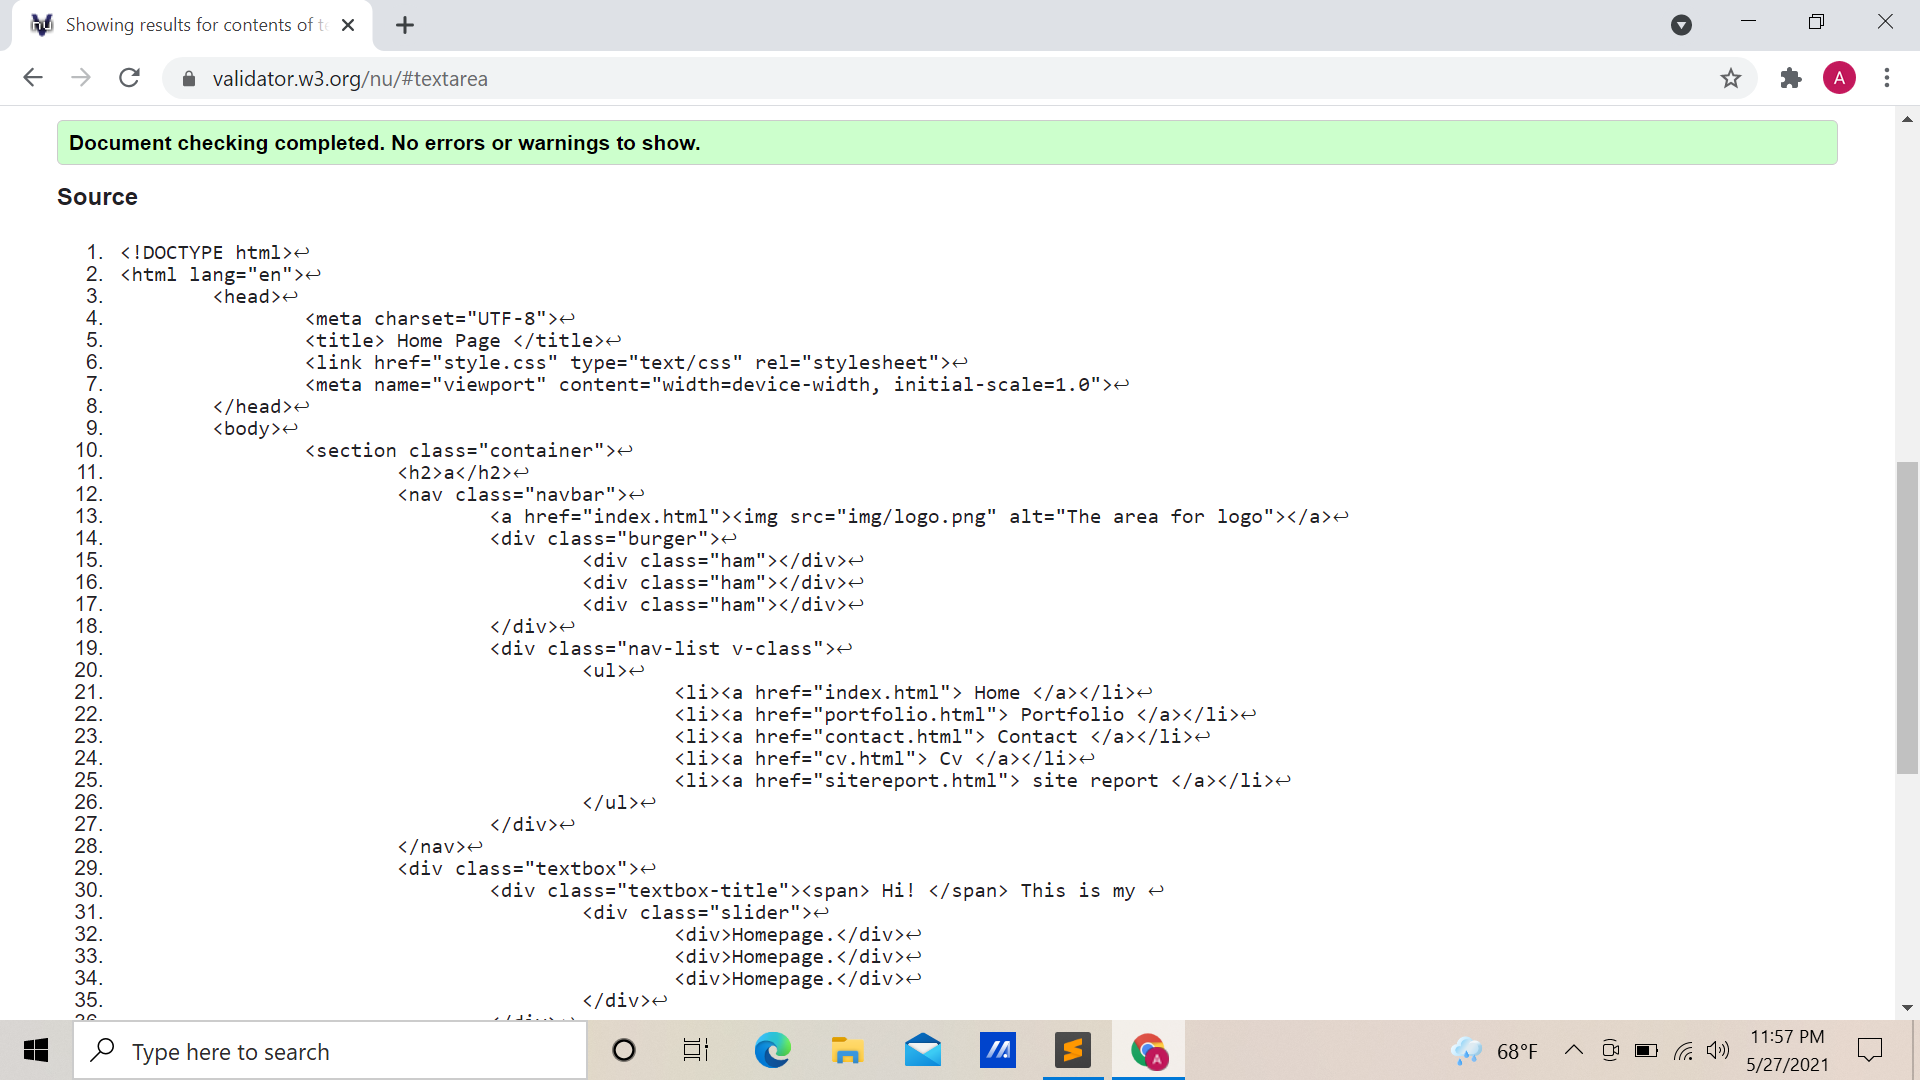 Showing results for contents of te
validator.w3.org/nu/#textarea
A
Document checking completed. No errors or warnings to show.
Source
1. <!DOCTYPE html>↩
2. <html lang="en">↩
3. <head>↩
4. <meta charset="UTF-8">↩
5. <title> Home Page </title>↩
6. <link href="style.css" type="text/css" rel="stylesheet">↩
7. <meta name="viewport" content="width=device-width, initial-scale=1.0">↩
8. </head>↩
9. <body>↩
10. <section class="container">↩
11. <h2>a</h2>↩
12. <nav class="navbar">↩
13. <a href="index.html"><img src="img/logo.png" alt="The area for logo"></a>↩
14. <div class="burger">↩
15. <div class="ham"></div>↩
16. <div class="ham"></div>↩
17. <div class="ham"></div>↩
18. </div>↩
19. <div class="nav-list v-class">↩
20. <ul>↩
21. <li><a href="index.html"> Home </a></li>↩
22. <li><a href="portfolio.html"> Portfolio </a></li>↩
23. <li><a href="contact.html"> Contact </a></li>↩
24. <li><a href="cv.html"> Cv </a></li>↩
25. <li><a href="sitereport.html"> site report </a></li>↩
26. </ul>↩
27. </div>↩
28. </nav>↩
29. <div class="textbox">↩
30. <div class="textbox-title"><span> Hi! </span> This is my ↩
31. <div class="slider">↩
32. <div>Homepage.</div>↩
33. <div>Homepage.</div>↩
34. <div>Homepage.</div>↩
35. </div>↩
36. </div>↩
Type here to search
A
68°F
11:57 PM
5/27/2021